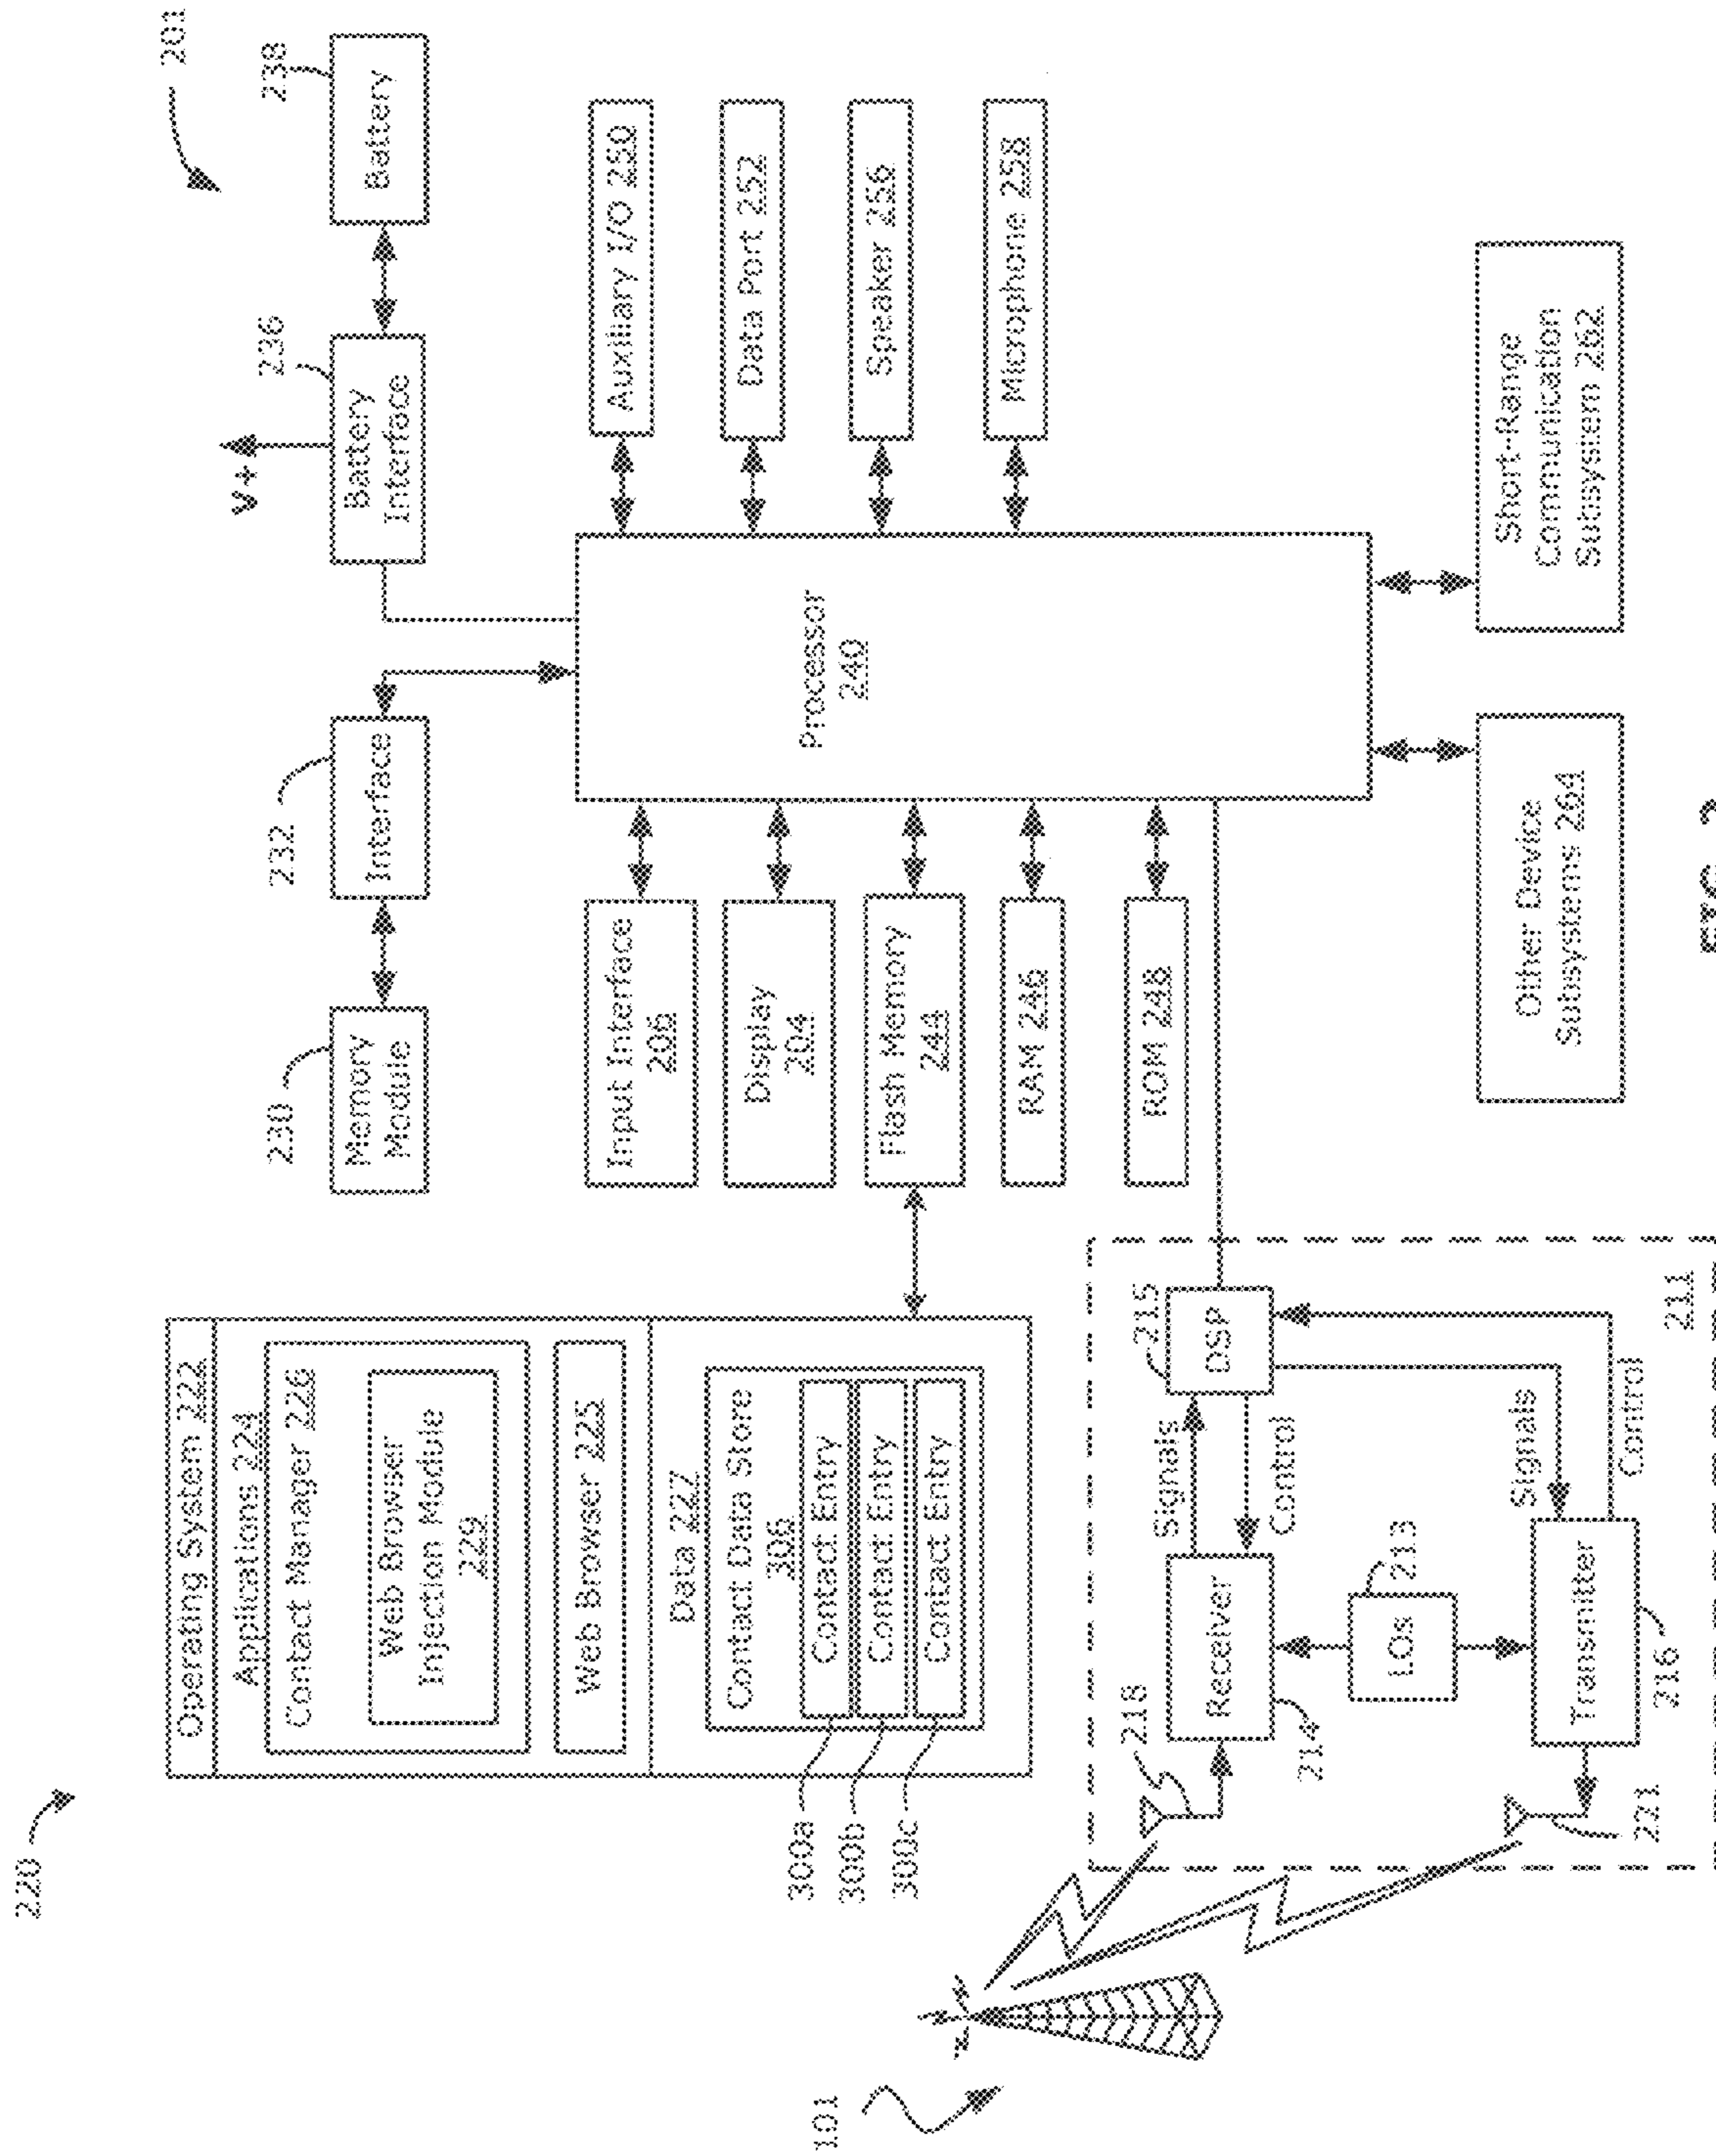 220
201
Operating System 222
Applications 224
Contact Manager 226
Web Browser
Injection Module
229
Web Browser 225
Data 227
Contact Data Store
306
Contact Entry
Contact Entry
Contact Entry
300a
300b
300c
230
Memory
Module
232
Interface
V+
236
Battery
Interface
238
Battery
Input Interface
206
Display
204
Flash Memory
244
RAM 246
ROM 248
Processor
240
Auxiliary I/O 250
Data Port 252
Speaker 256
Microphone 258
101
218
Receiver
214
Signals
Control
215
DSP
LOs
213
Signals
Control
Transmitter
216
221
211
Other Device
Subsystems 264
Short-Range
Communication
Subsystem 262